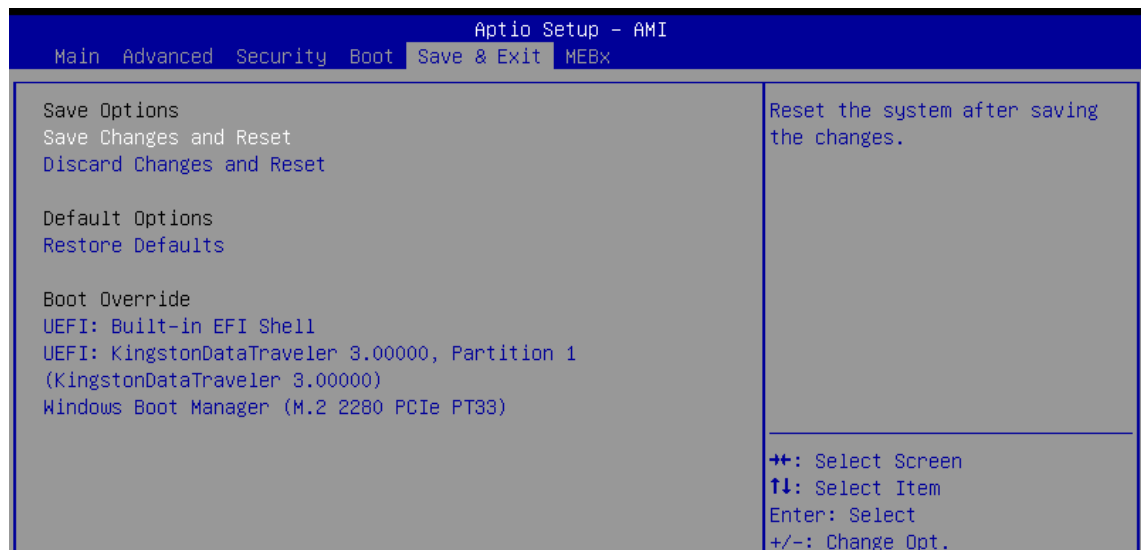 Aptio Setup – AMI
Main Advanced Security Boot Save & Exit MEBx
Save Options
Save Changes and Reset
Discard Changes and Reset
Default Options
Restore Defaults
Boot Override
UEFI: Built-in EFI Shell
UEFI: KingstonDataTraveler 3.00000, Partition 1
(KingstonDataTraveler 3.00000)
Windows Boot Manager (M.2 2280 PCIe PT33)
Reset the system after saving
the changes.
→←: Select Screen
↑↓: Select Item
Enter: Select
+/-: Change Opt.